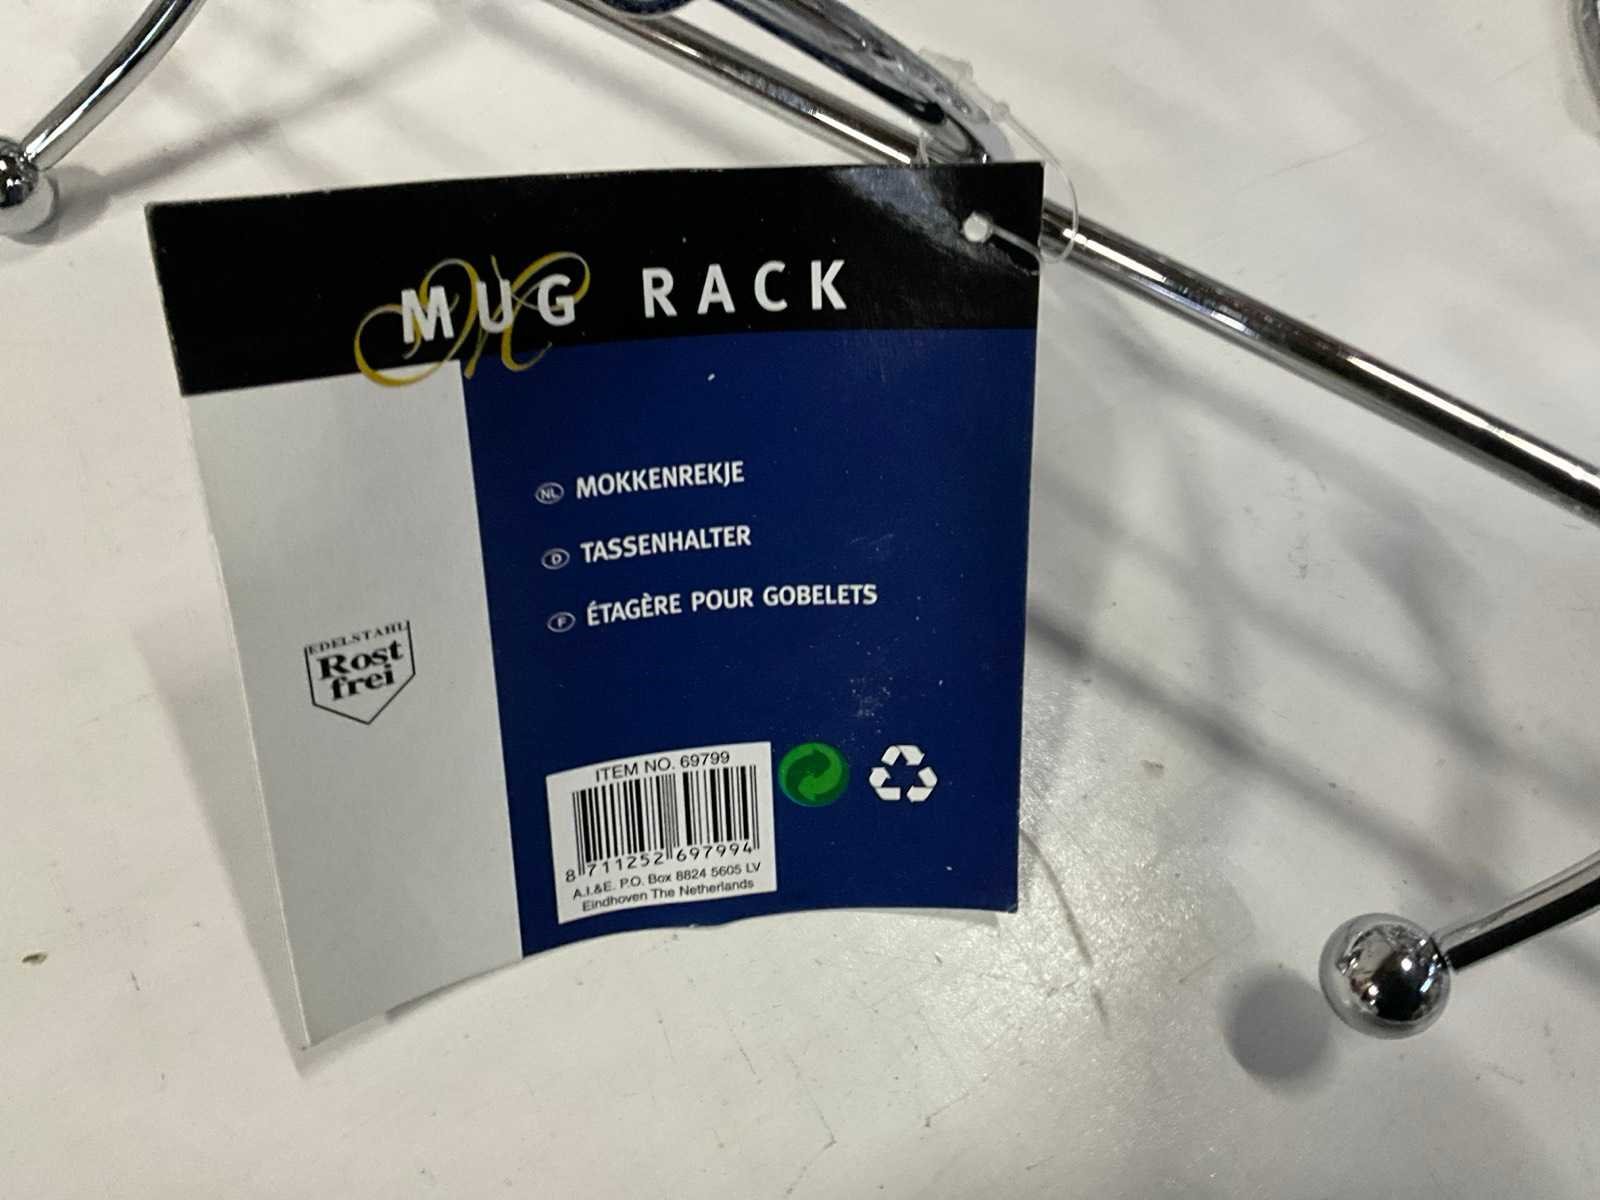 MUG RACK
NL MOKKENREKJE
D TASSENHALTER
F ÉTAGÈRE POUR GOBELETS
EDELSTAHL
Rost
frei
ITEM NO. 69799
8 711252 697994
A.I.&E. P.O. Box 8824 5605 LV
Eindhoven The Netherlands